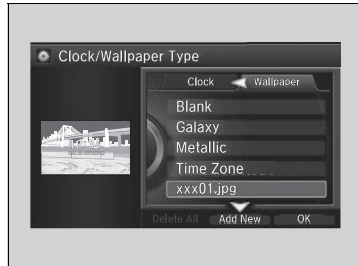 Clock/Wallpaper Type
Clock Wallpaper
Blank
Galaxy
Metallic
Time Zone
xxx01.jpg
Delete All Add New OK